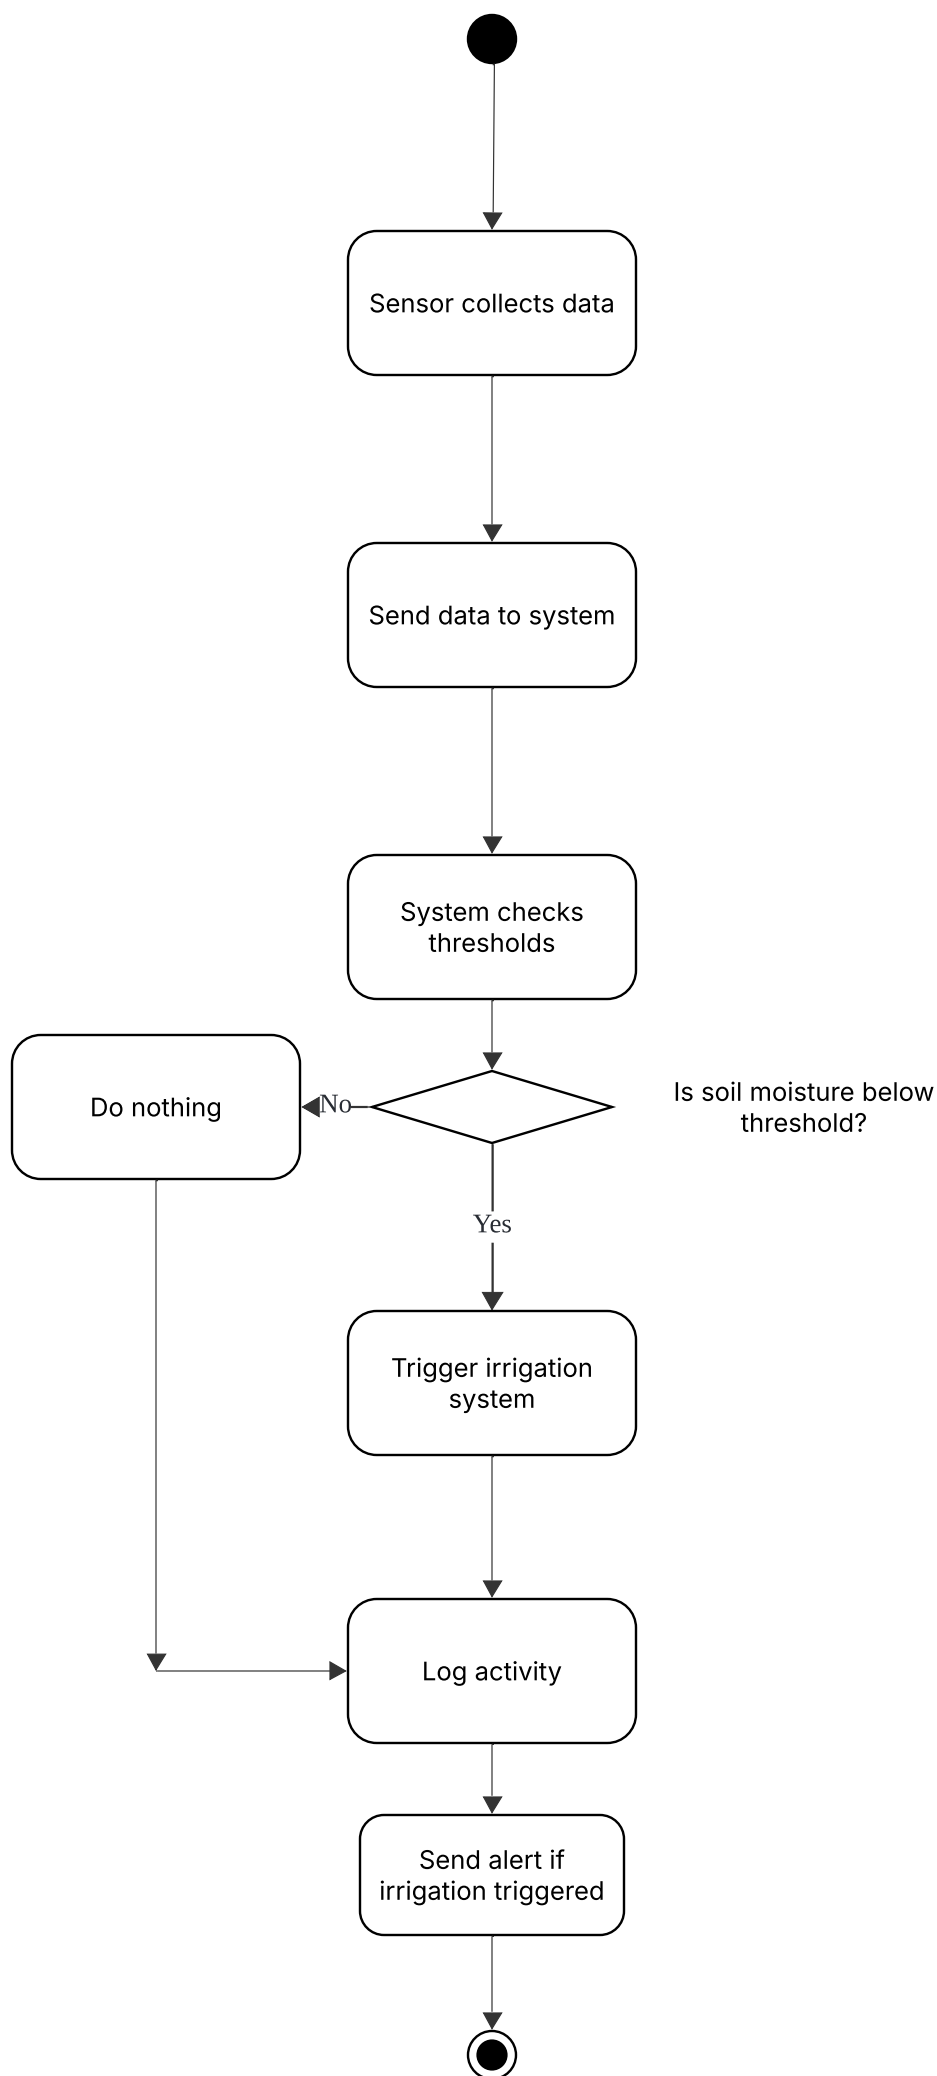 Sensor collects data
Send data to system
System checks
thresholds
Do nothing
No
Is soil moisture below
threshold?
Yes
Trigger irrigation
system
Log activity
Send alert if
irrigation triggered